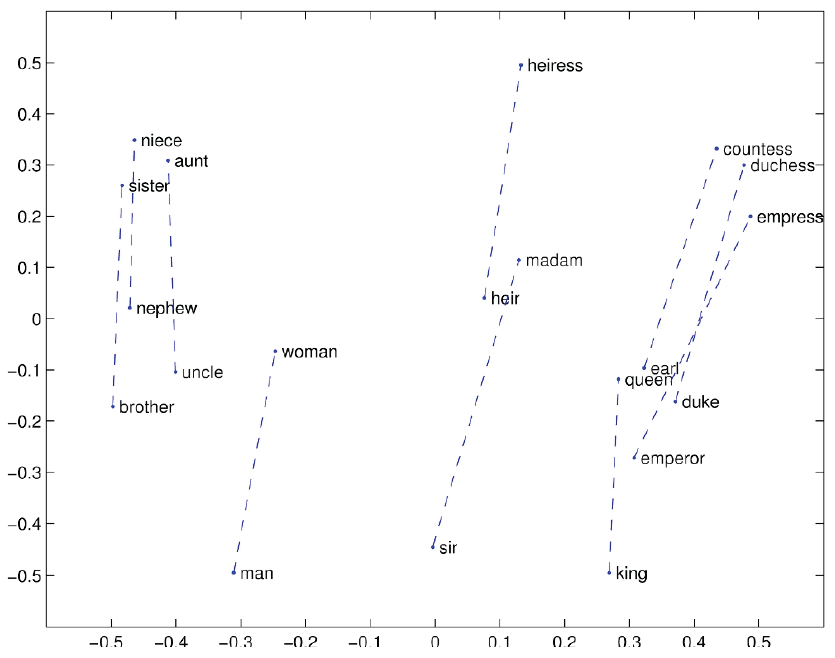 0.5
heiress
niece
countess
0.4
aunt
duchess
0.3
sister
0.2
empress
0.1
madam
nephew
heir
0
woman
earl
−0.1
uncle
queen
brother
duke
−0.2
emperor
−0.3
−0.4
sir
−0.5
man
king
−0.5 −0.4 −0.3 −0.2 −0.1 0 0.1 0.2 0.3 0.4 0.5